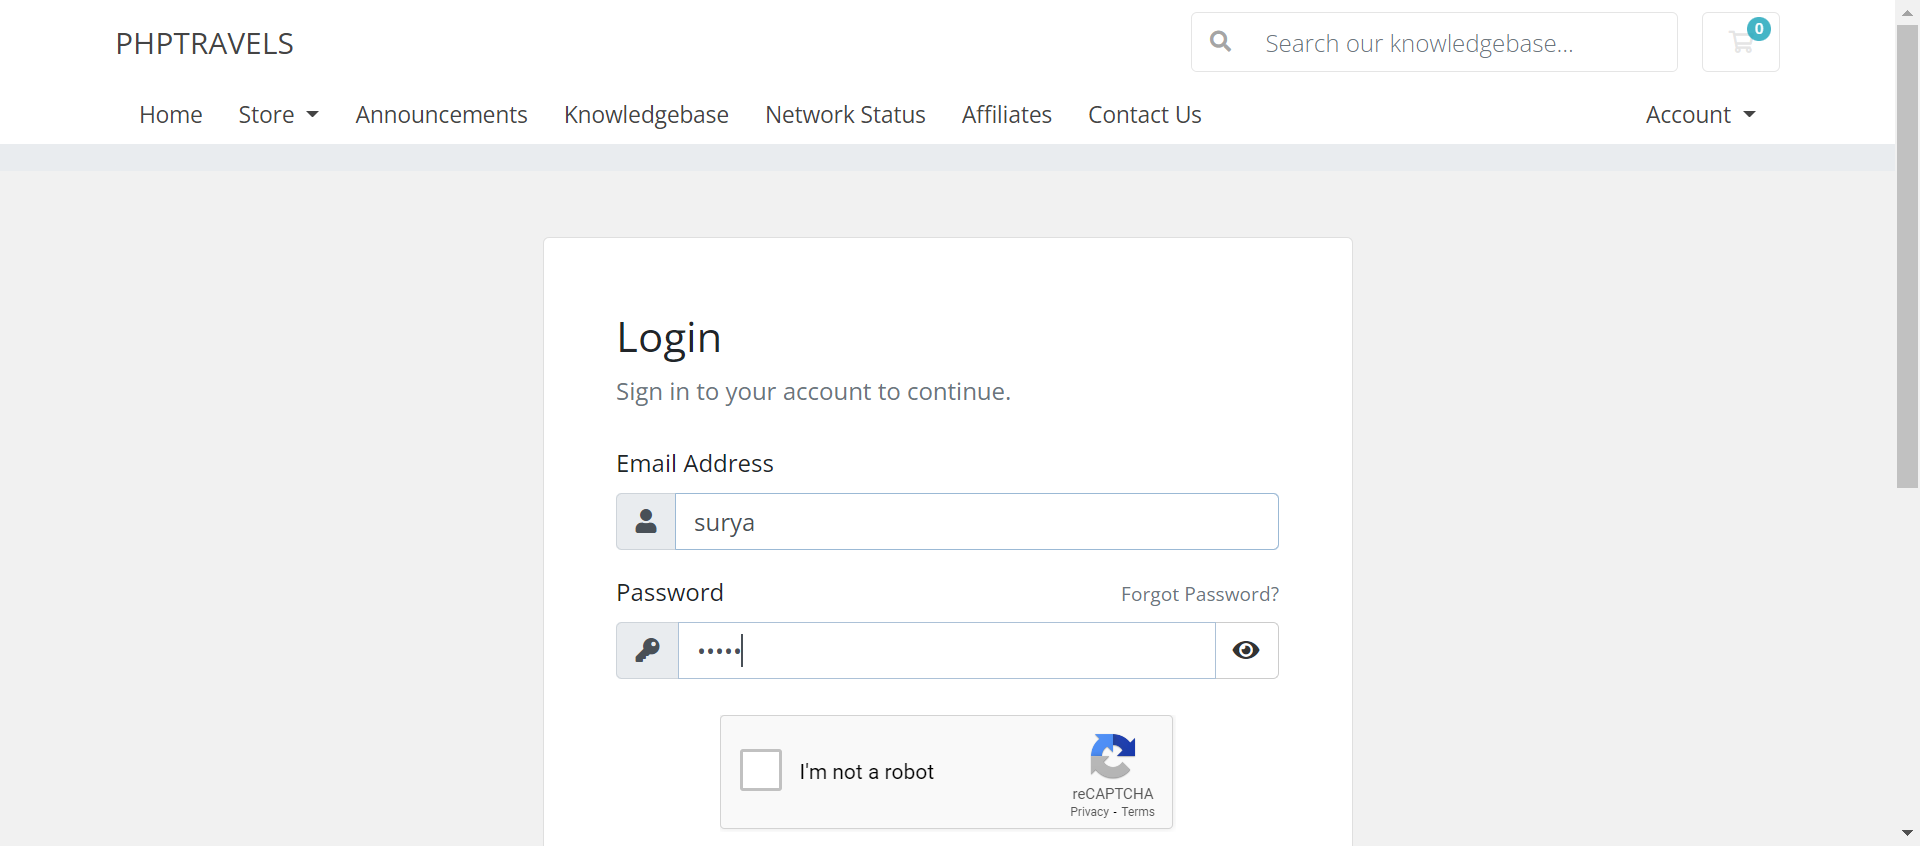 PHPTRAVELS
Search our knowledgebase...
0
Home Store Announcements Knowledgebase Network Status Affiliates Contact Us Account
Login
Sign in to your account to continue.
Email Address
surya
Password Forgot Password?
•••••
I'm not a robot
reCAPTCHA
Privacy - Terms